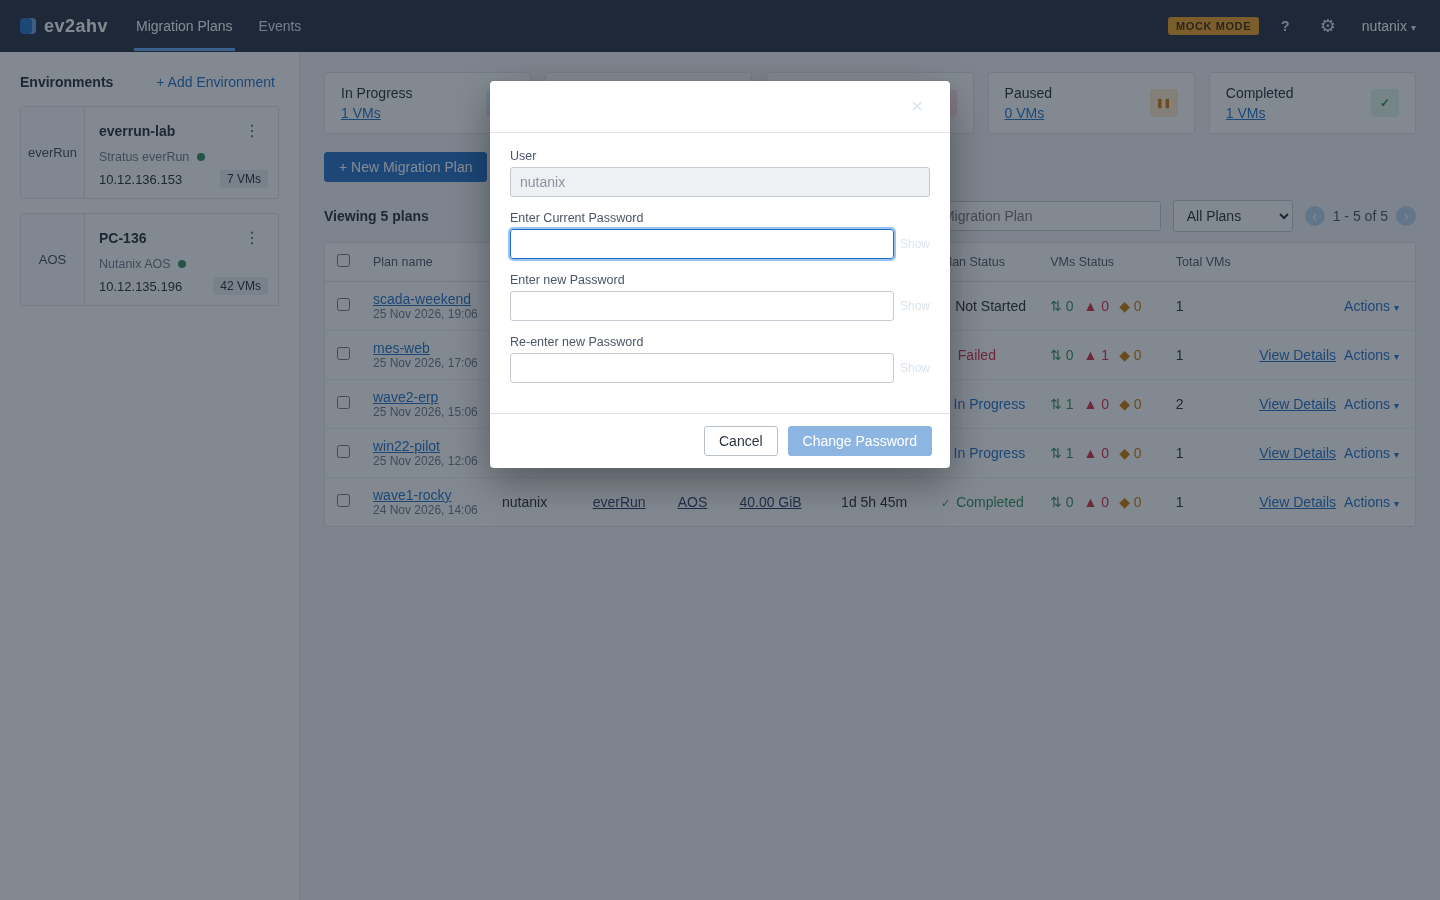 ev2ahv
Migration Plans
Events
MOCK MODE
?
nutanix ▾
Environments
+ Add Environment
everRun
everrun-lab
Stratus everRun
10.12.136.153
7 VMs
AOS
PC-136
Nutanix AOS
10.12.135.196
42 VMs
In Progress
1 VMs
Paused
0 VMs
Completed
1 VMs
+ New Migration Plan
Viewing 5 plans
Migration Plan
All Plans
1 - 5 of 5
×
User
nutanix
Enter Current Password
Show
Enter new Password
Show
Re-enter new Password
Show
Cancel
Change Password
Plan name
VMs Status
Total VMs
Status
scada-weekend
25 Nov 2026, 19:06
Not Started
0 0 0
1
Actions ▾
mes-web
25 Nov 2026, 17:06
Failed
0 1 0
1
View Details Actions ▾
wave2-erp
25 Nov 2026, 15:06
In Progress
1 0 0
2
View Details Actions ▾
win22-pilot
25 Nov 2026, 12:06
In Progress
1 0 0
1
View Details Actions ▾
wave1-rocky
24 Nov 2026, 14:06
nutanix
everRun
AOS
40.00 GiB
1d 5h 45m
✓ Completed
0 0 0
1
View Details Actions ▾